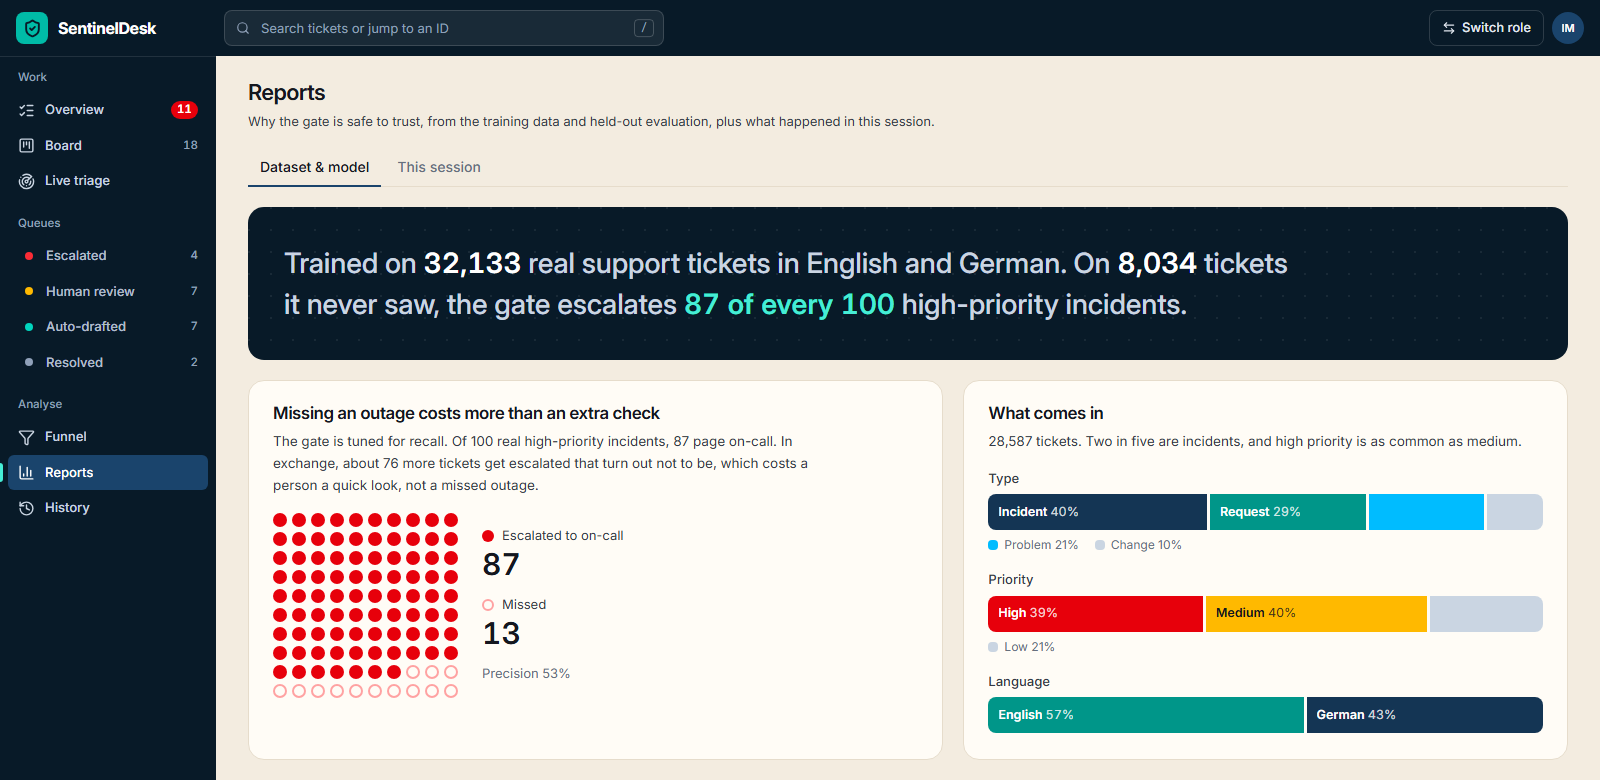 SentinelDesk
Search tickets or jump to an ID
/
Switch role
IM
Work
Overview 11
Board 18
Live triage
Queues
Escalated 4
Human review 7
Auto-drafted 7
Resolved 2
Analyse
Funnel
Reports
History
Reports
Why the gate is safe to trust, from the training data and held-out evaluation, plus what happened in this session.
Dataset & model
This session
Trained on 32,133 real support tickets in English and German. On 8,034 tickets
it never saw, the gate escalates 87 of every 100 high-priority incidents.
Missing an outage costs more than an extra check
The gate is tuned for recall. Of 100 real high-priority incidents, 87 page on-call. In
exchange, about 76 more tickets get escalated that turn out not to be, which costs a
person a quick look, not a missed outage.
Escalated to on-call
87
Missed
13
Precision 53%
What comes in
28,587 tickets. Two in five are incidents, and high priority is as common as medium.
Type
Incident 40%
Request 29%
Problem 21%
Change 10%
Priority
High 39%
Medium 40%
Low 21%
Language
English 57%
German 43%